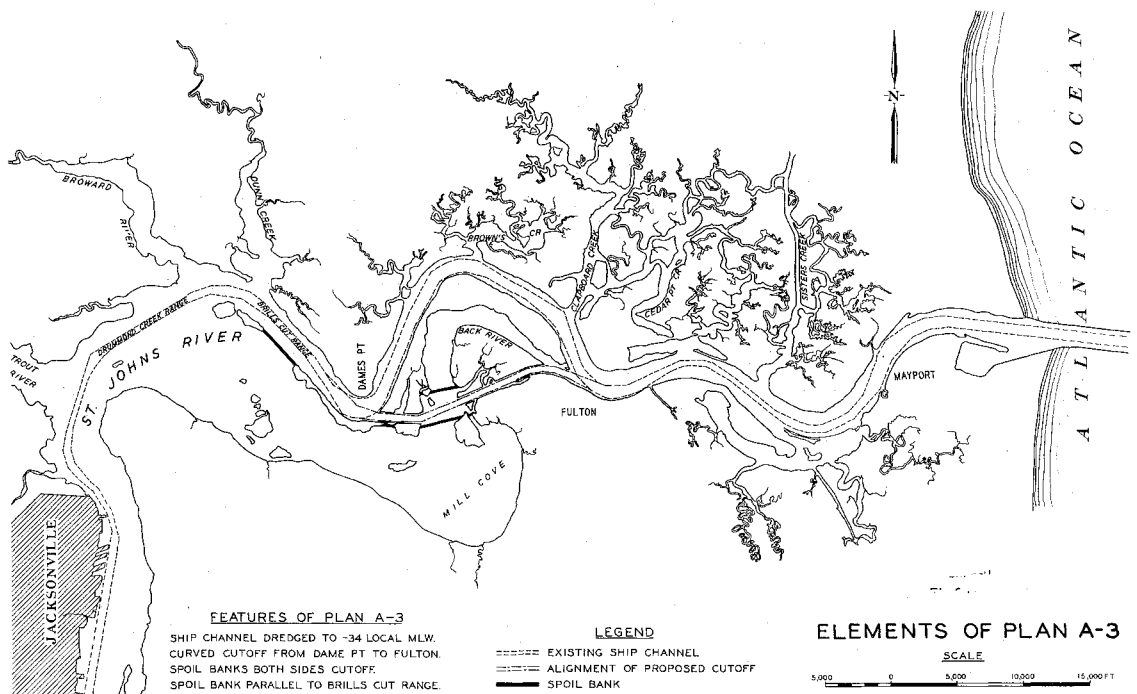 ATLANTIC OCEAN
N
BROWARD RIVER
DUNN CREEK
BROWN'S CR
CLAPBOARD CREEK
CEDAR PT CR
SISTERS CREEK
DRUMMOND CREEK RANGE
BRILLS CUT RANGE
TROUT RIVER
ST. JOHNS RIVER
DAMES PT
BACK RIVER
FULTON
MAYPORT
MILL COVE
JACKSONVILLE
FEATURES OF PLAN A-3
SHIP CHANNEL DREDGED TO -34 LOCAL MLW.
CURVED CUTOFF FROM DAME PT TO FULTON.
SPOIL BANKS BOTH SIDES CUTOFF.
SPOIL BANK PARALLEL TO BRILLS CUT RANGE.
LEGEND
EXISTING SHIP CHANNEL
ALIGNMENT OF PROPOSED CUTOFF
SPOIL BANK
ELEMENTS OF PLAN A-3
SCALE
5,000 0 5,000 10,000 15,000 FT